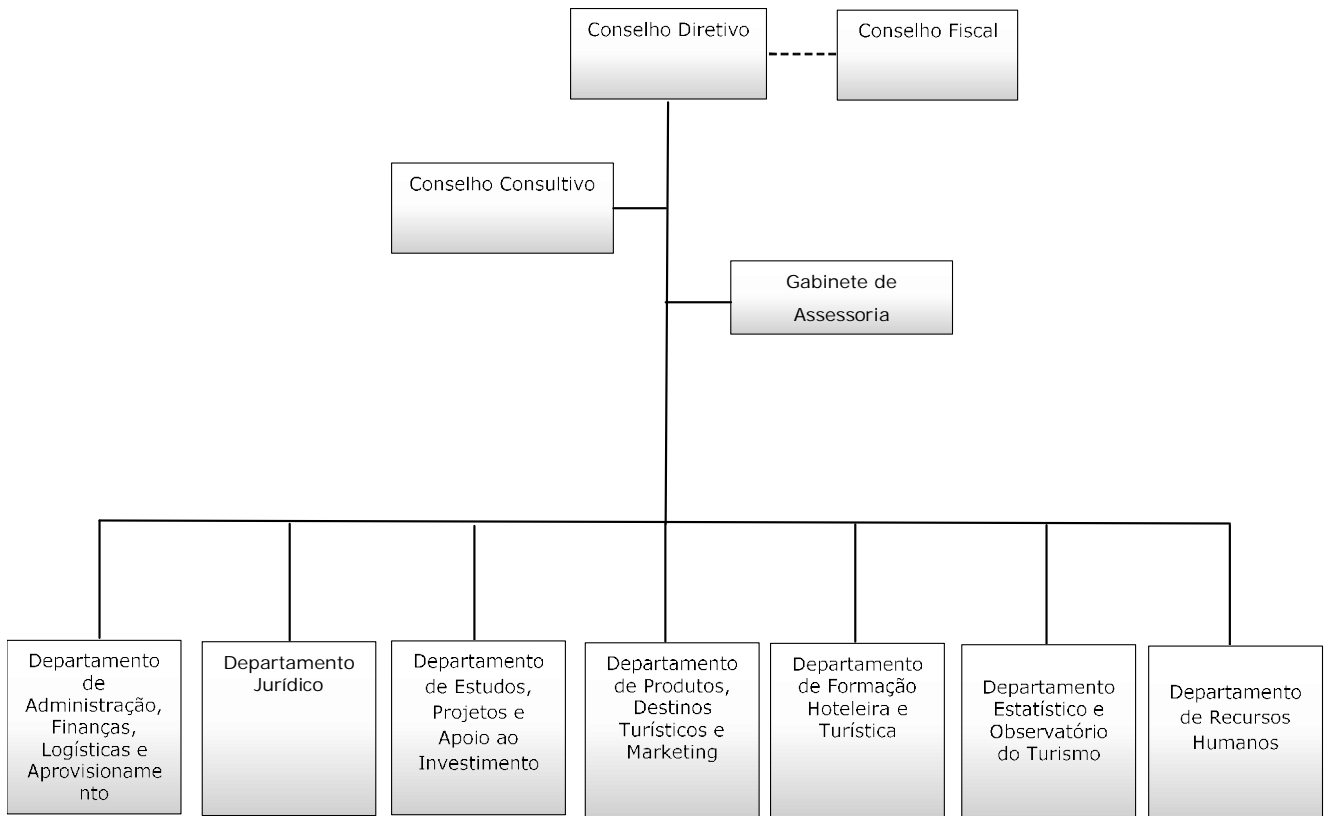 Conselho Diretivo
Conselho Fiscal
Conselho Consultivo
Gabinete de
Assessoria
Departamento
de
Administração,
Finanças,
Logísticas e
Aprovisioname
nto
Departamento
Jurídico
Departamento
de Estudos,
Projetos e
Apoio ao
Investimento
Departamento
de Produtos,
Destinos
Turísticos e
Marketing
Departamento
de Formação
Hoteleira e
Turística
Departamento
Estatístico e
Observatório
do Turismo
Departamento
de Recursos
Humanos